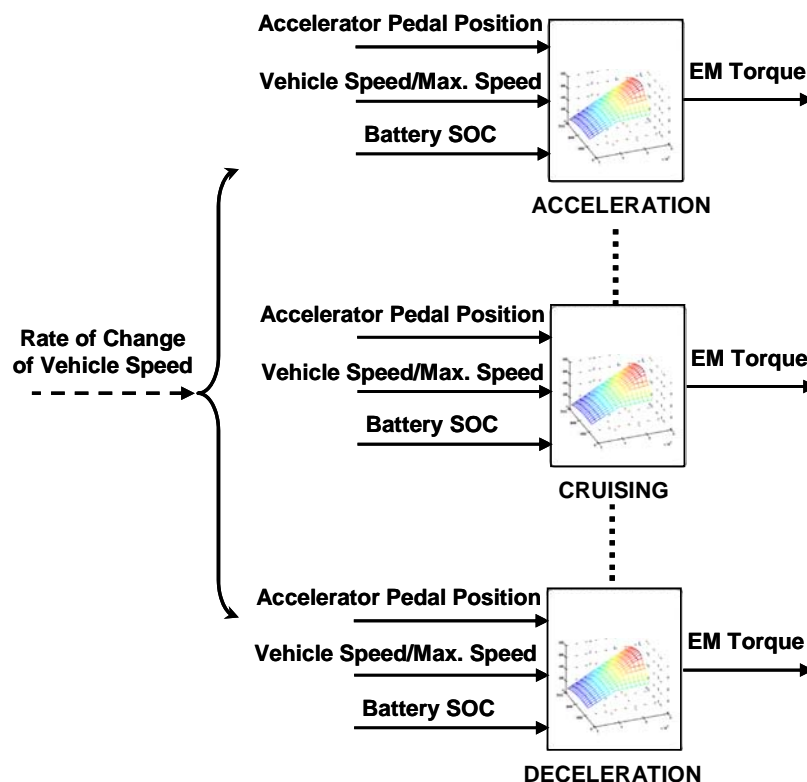 Accelerator Pedal Position
Vehicle Speed/Max. Speed
Battery SOC
EM Torque
ACCELERATION
Rate of Change
of Vehicle Speed
Accelerator Pedal Position
Vehicle Speed/Max. Speed
Battery SOC
EM Torque
CRUISING
Accelerator Pedal Position
Vehicle Speed/Max. Speed
Battery SOC
EM Torque
DECELERATION